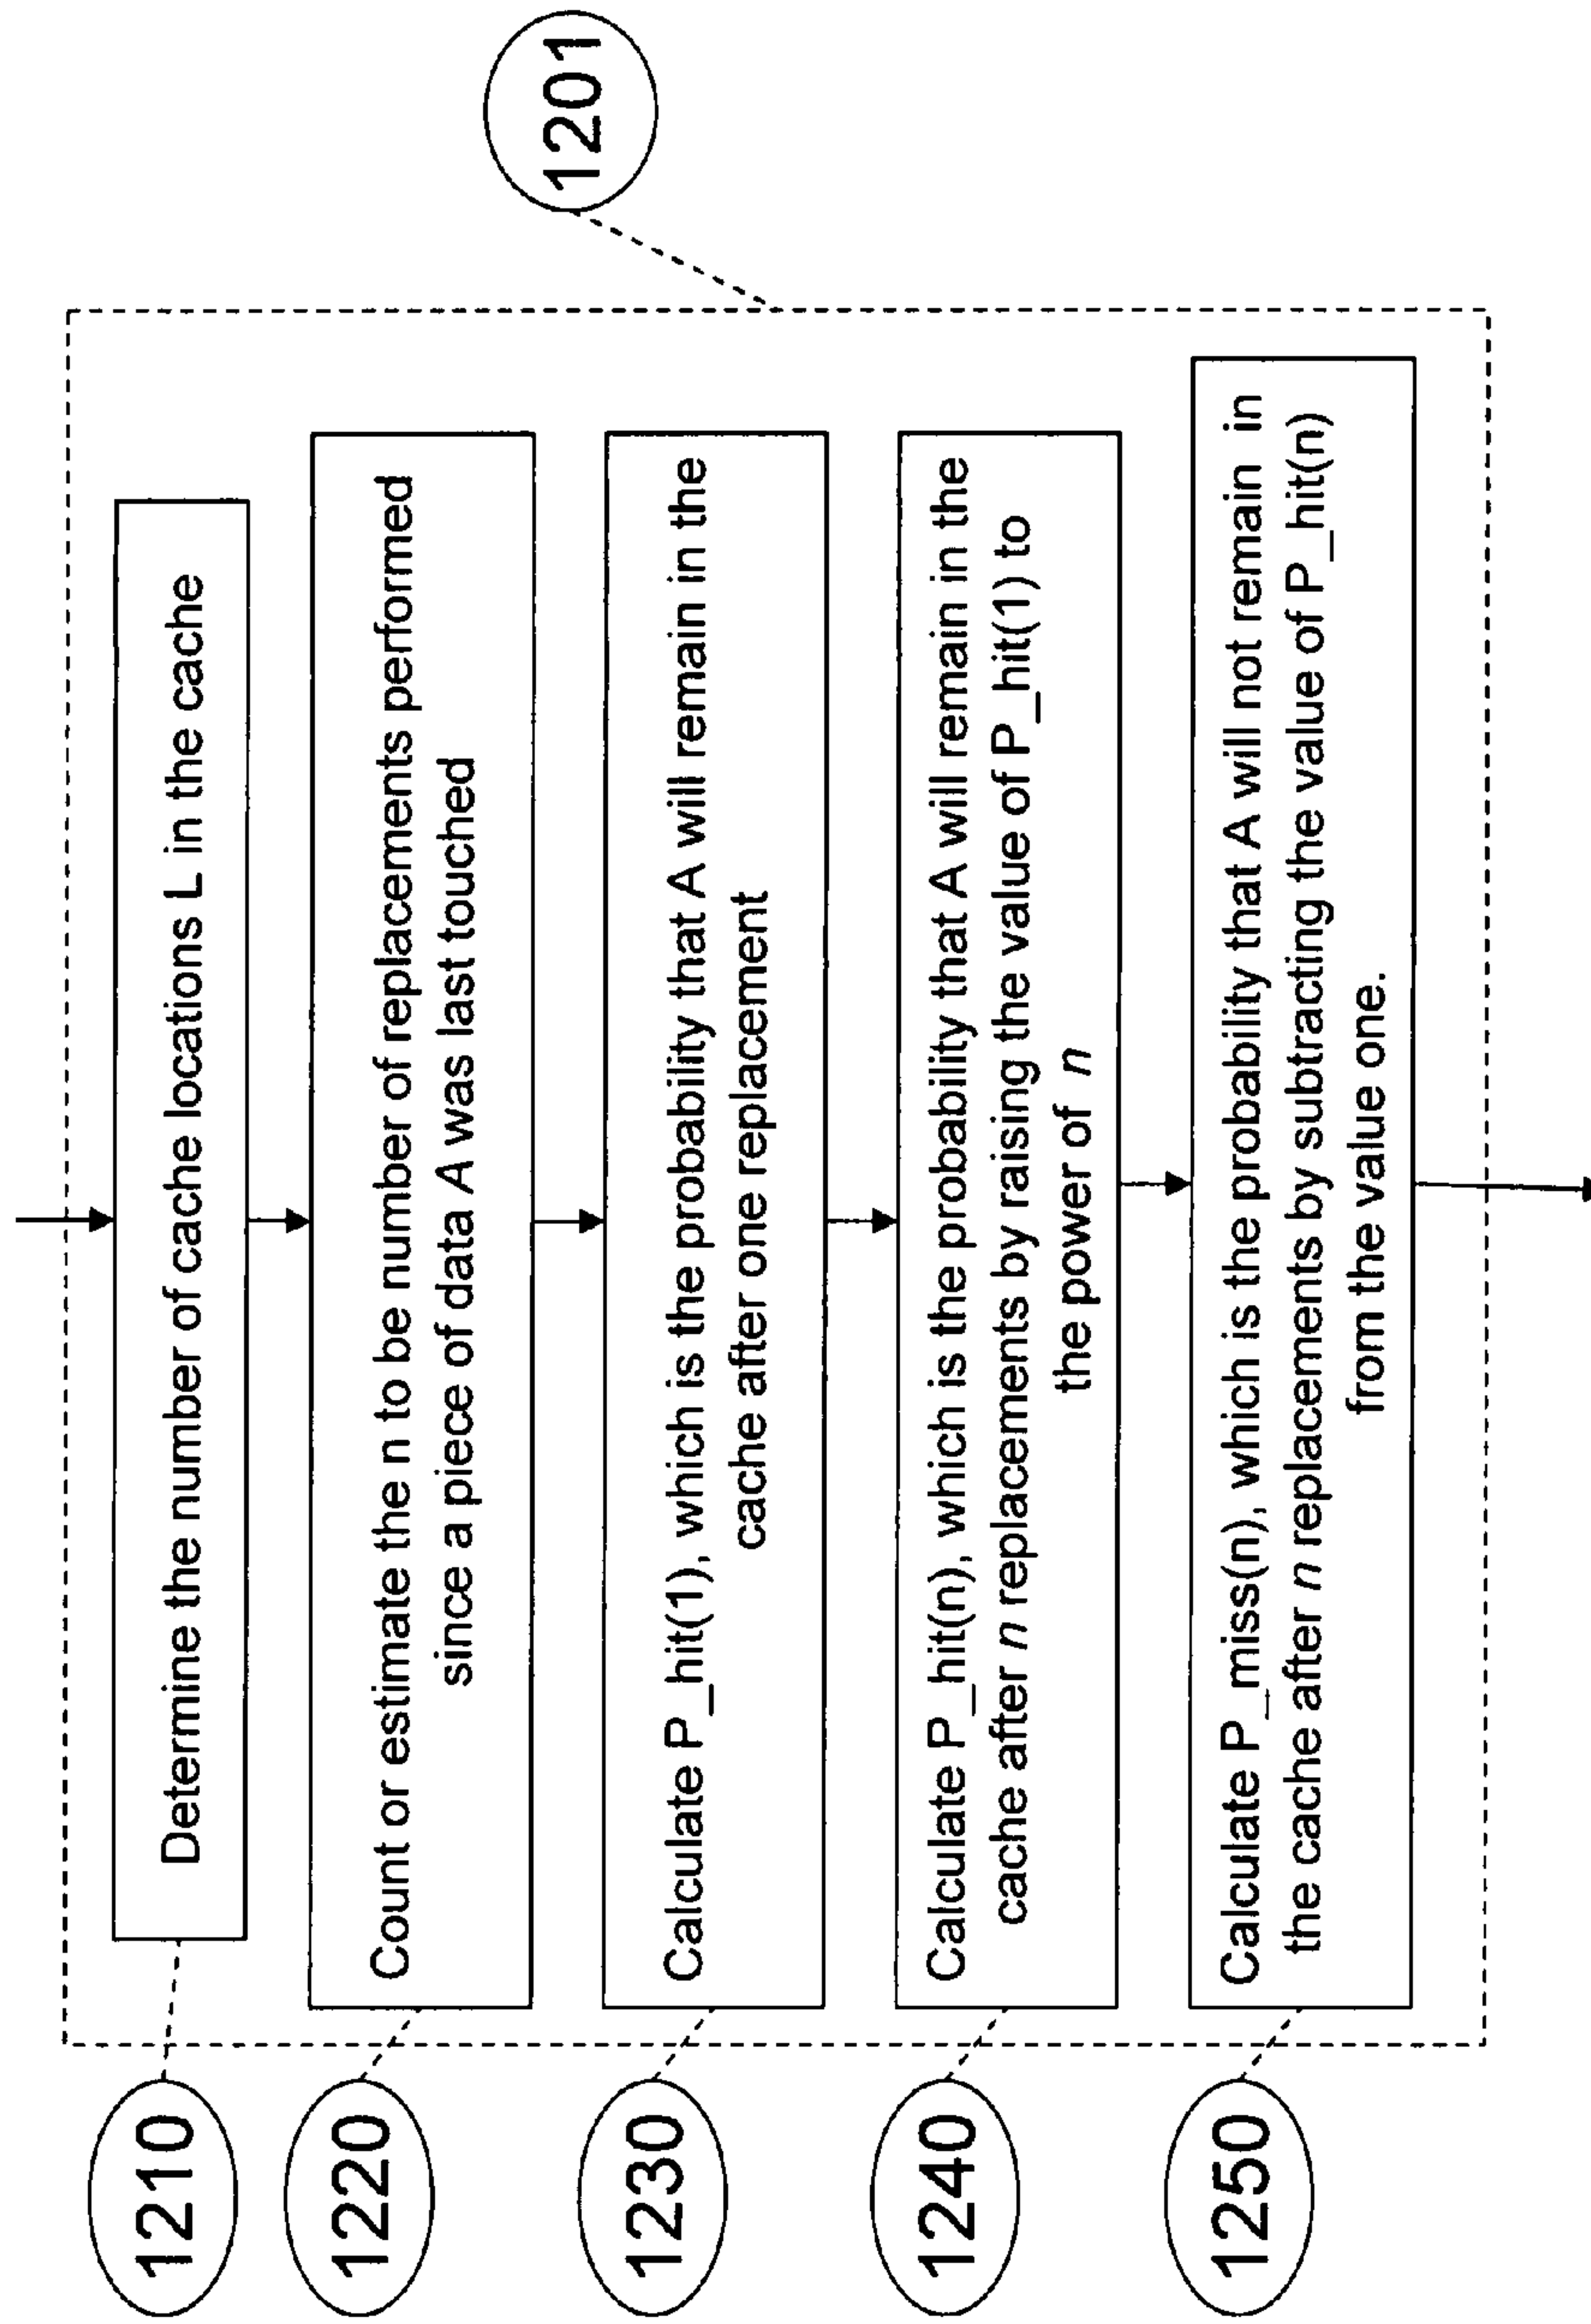 1201
1210
Determine the number of cache locations L in the cache
1220
Count or estimate the n to be number of replacements performed
since a piece of data A was last touched
1230
Calculate P_hit(1), which is the probability that A will remain in the
cache after one replacement
1240
Calculate P_hit(n), which is the probability that A will remain in the
cache after n replacements by raising the value of P_hit(1) to
the power of n
1250
Calculate P_miss(n), which is the probability that A will not remain in
the cache after n replacements by subtracting the value of P_hit(n)
from the value one.